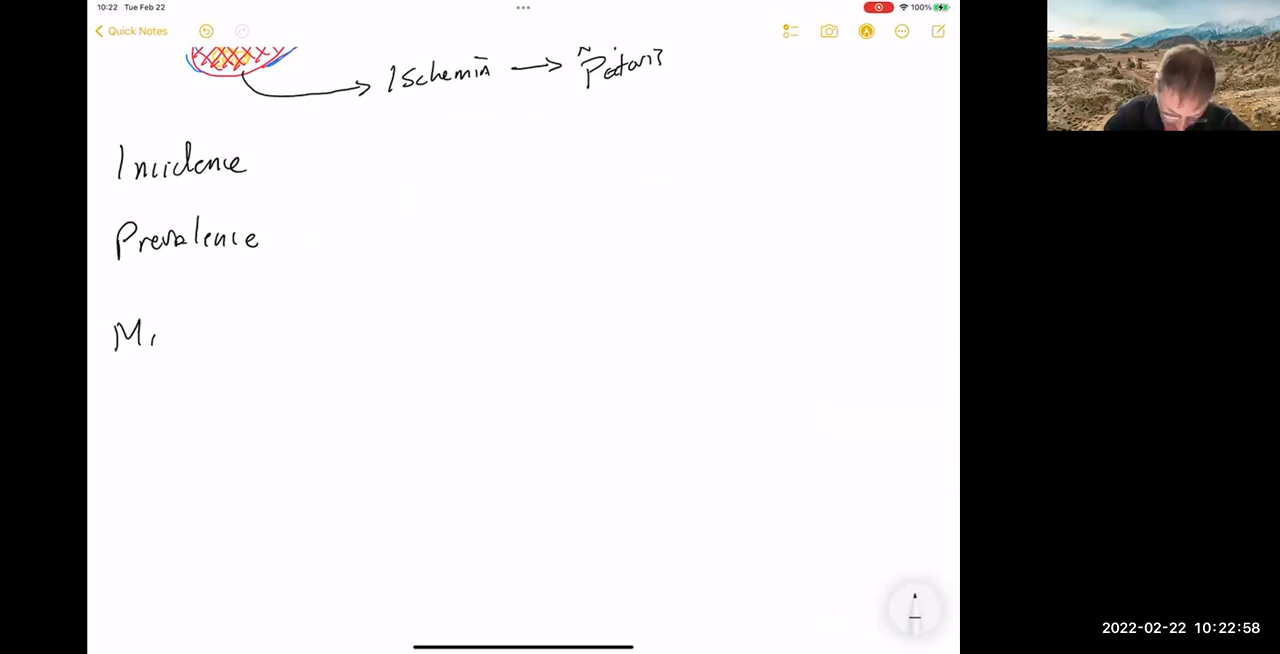 10:22 Tue Feb 22
100%
Quick Notes
Ischemia
Incidence
Prevalence
M
2022-02-22 10:22:58